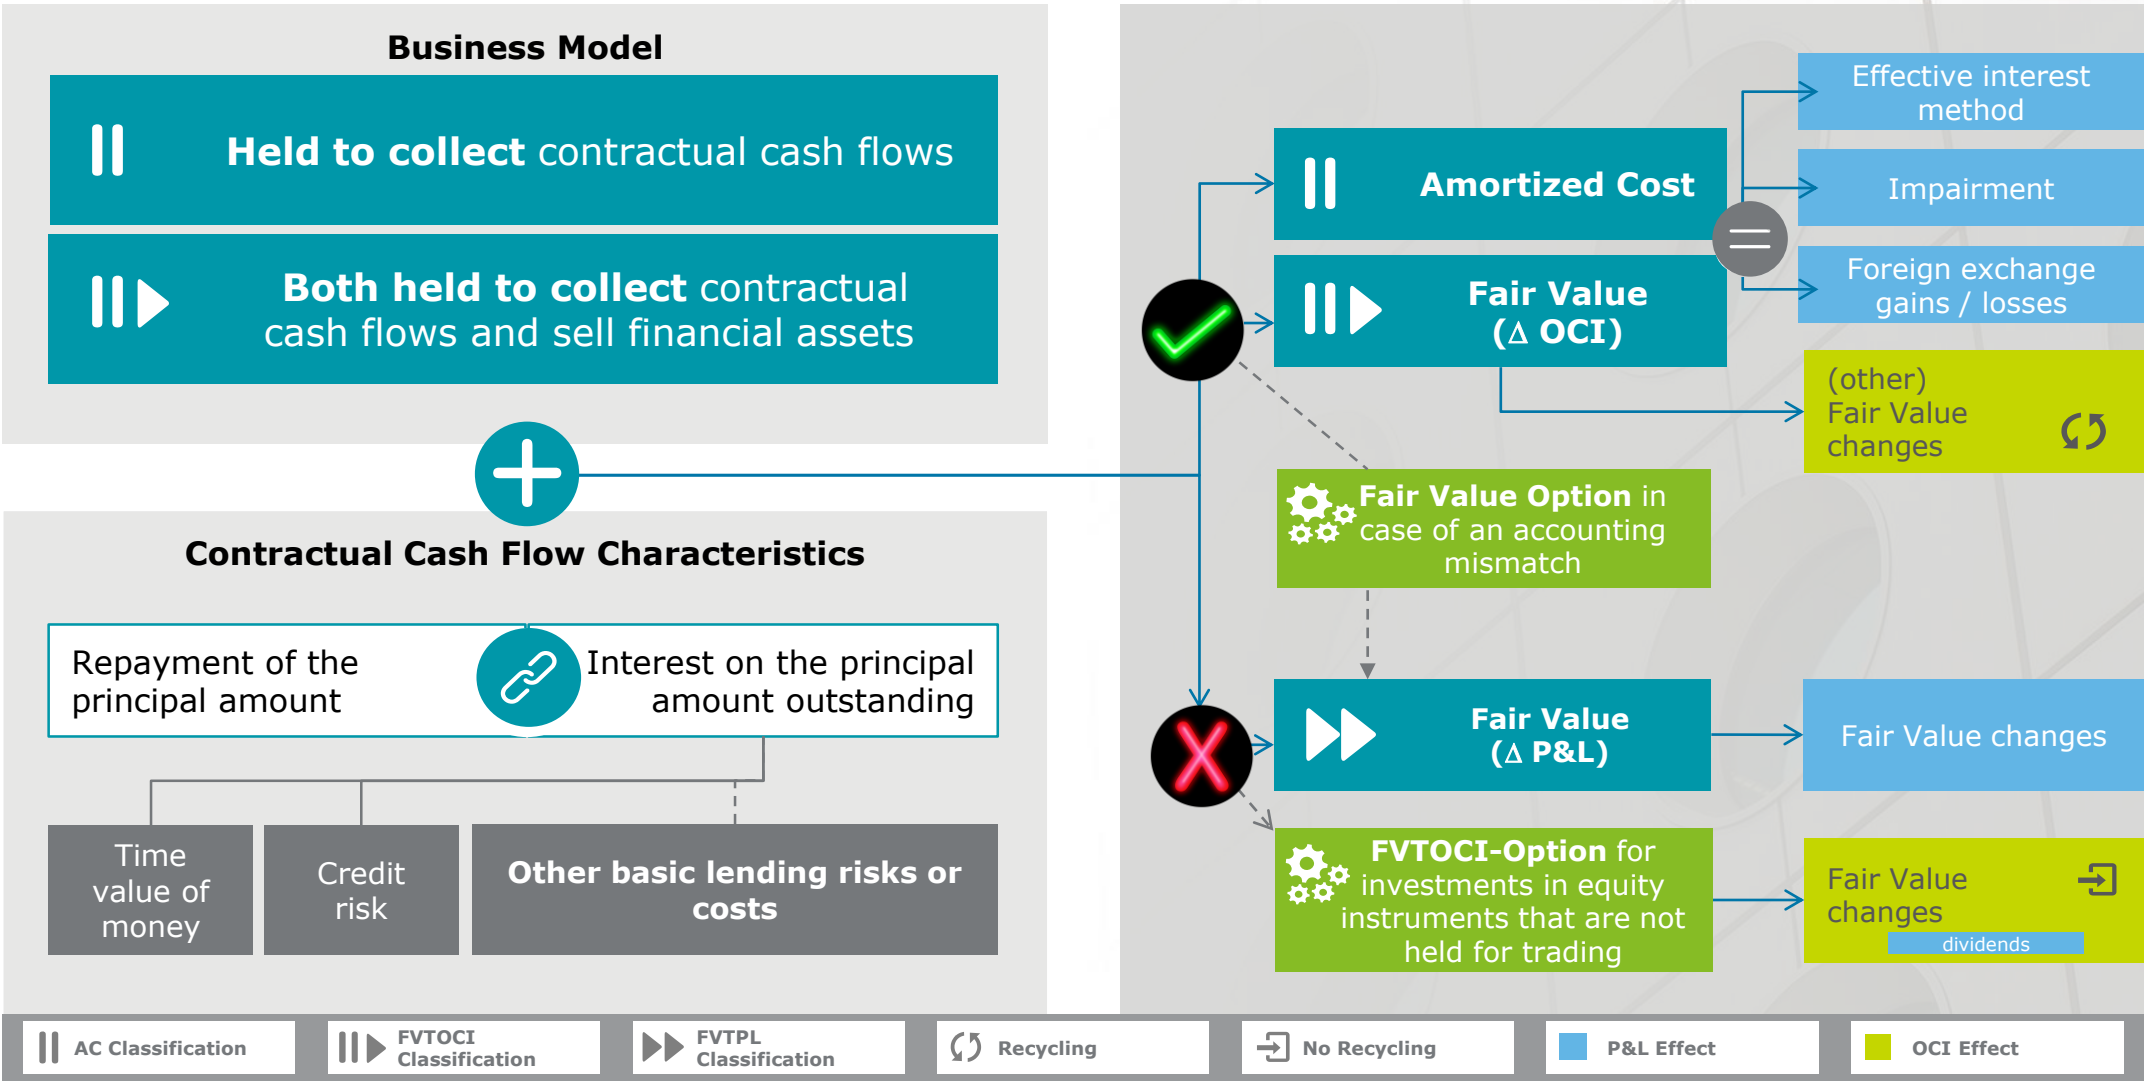 Business Model
Held to collect contractual cash flows
Both held to collect contractual
cash flows and sell financial assets
Contractual Cash Flow Characteristics
Repayment of the
principal amount
Interest on the principal
amount outstanding
Time
value of
money
Credit
risk
Other basic lending risks or
costs
Amortized Cost
Fair Value
(Δ OCI)
Effective interest
method
Impairment
Foreign exchange
gains / losses
(other)
Fair Value
changes
Fair Value Option in
case of an accounting
mismatch
Fair Value
(Δ P&L)
Fair Value changes
FVTOCI-Option for
investments in equity
instruments that are not
held for trading
Fair Value
changes
dividends
AC Classification
FVTOCI
Classification
FVTPL
Classification
Recycling
No Recycling
P&L Effect
OCI Effect